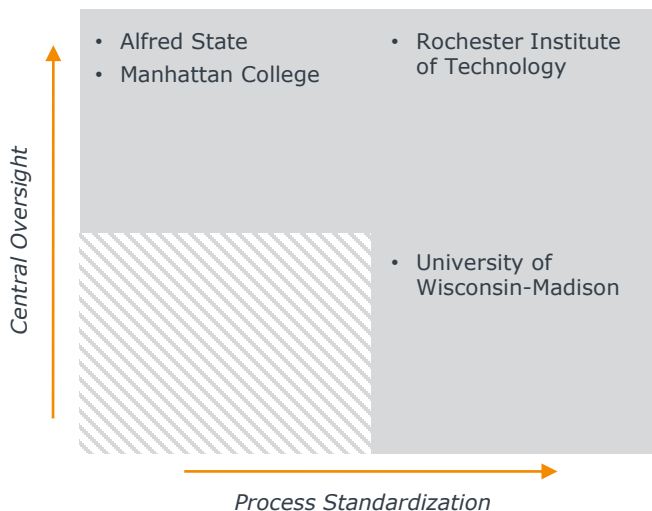 • Alfred State
• Manhattan College
• Rochester Institute
of Technology
• University of
Wisconsin-Madison
Central Oversight
Process Standardization